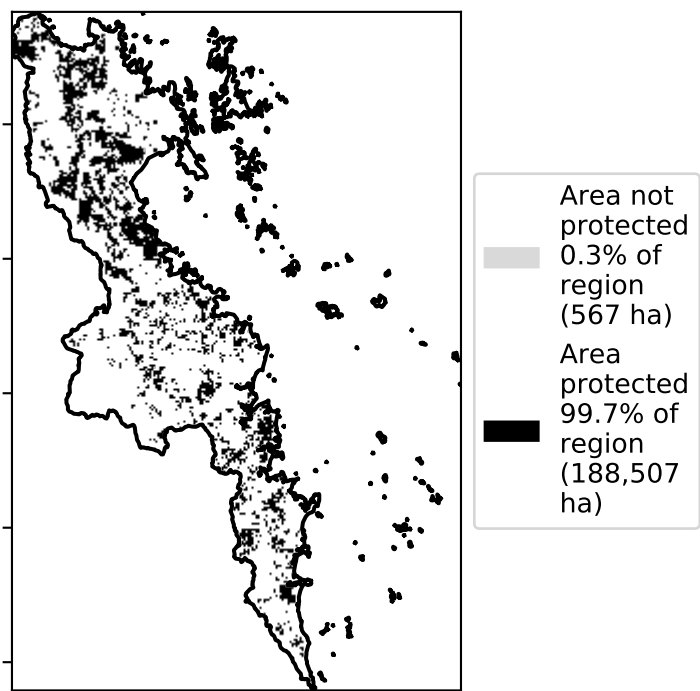 Area not
protected
0.3% of
region
(567 ha)
Area
protected
99.7% of
region
(188,507
ha)